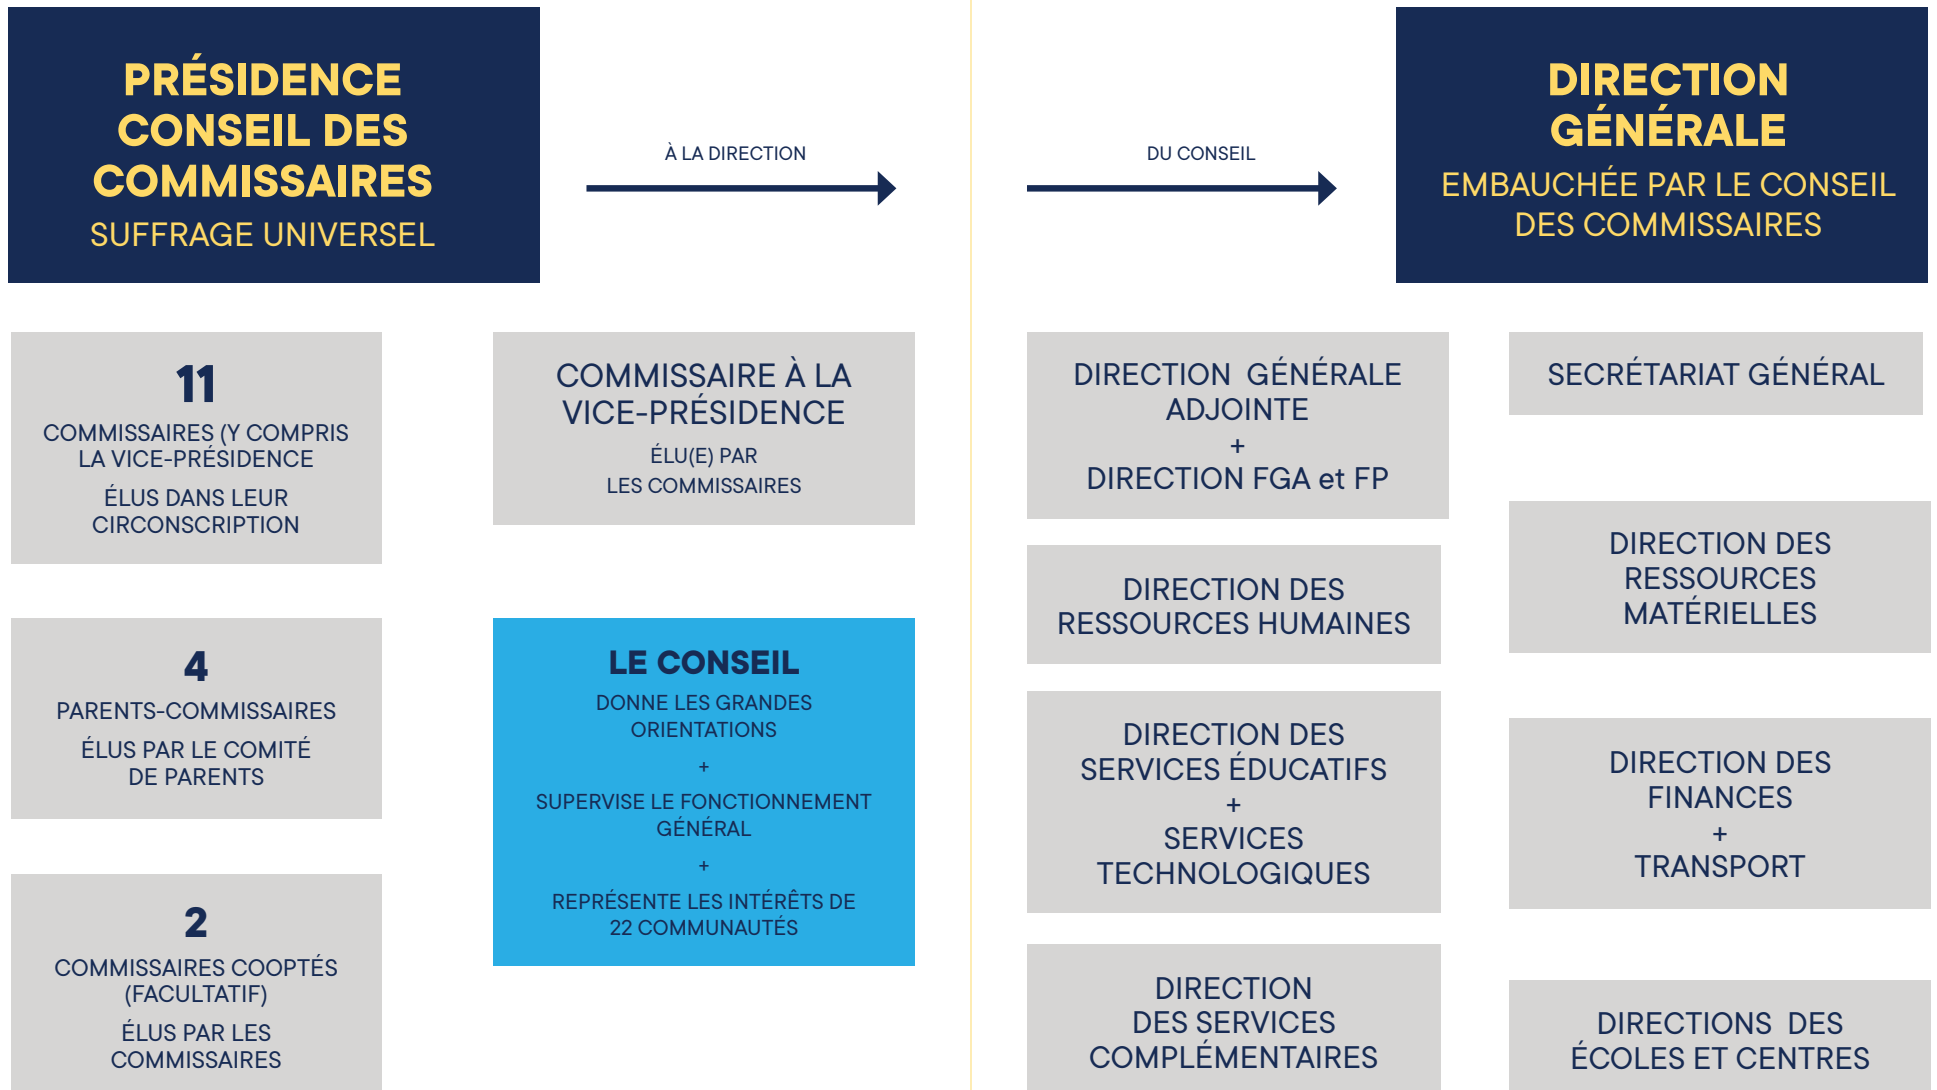 PRÉSIDENCE
CONSEIL DES
COMMISSAIRES
SUFFRAGE UNIVERSEL
À LA DIRECTION
DU CONSEIL
DIRECTION
GÉNÉRALE
EMBAUCHÉE PAR LE CONSEIL
DES COMMISSAIRES
11
COMMISSAIRES (Y COMPRIS
LA VICE-PRÉSIDENCE
ÉLUS DANS LEUR
CIRCONSCRIPTION
4
PARENTS-COMMISSAIRES
ÉLUS PAR LE COMITÉ
DE PARENTS
2
COMMISSAIRES COOPTÉS
(FACULTATIF)
ÉLUS PAR LES
COMMISSAIRES
COMMISSAIRE À LA
VICE-PRÉSIDENCE
ÉLU(E) PAR
LES COMMISSAIRES
LE CONSEIL
DONNE LES GRANDES
ORIENTATIONS
+
SUPERVISE LE FONCTIONNEMENT
GÉNÉRAL
+
REPRÉSENTE LES INTÉRÊTS DE
22 COMMUNAUTÉS
DIRECTION  GÉNÉRALE
ADJOINTE
+
DIRECTION FGA et FP
DIRECTION DES
RESSOURCES HUMAINES
DIRECTION DES
SERVICES ÉDUCATIFS
+
SERVICES
TECHNOLOGIQUES
DIRECTION
DES SERVICES
COMPLÉMENTAIRES
SECRÉTARIAT GÉNÉRAL
DIRECTION DES
RESSOURCES
MATÉRIELLES
DIRECTION DES
FINANCES
+
TRANSPORT
DIRECTIONS  DES
ÉCOLES ET CENTRES